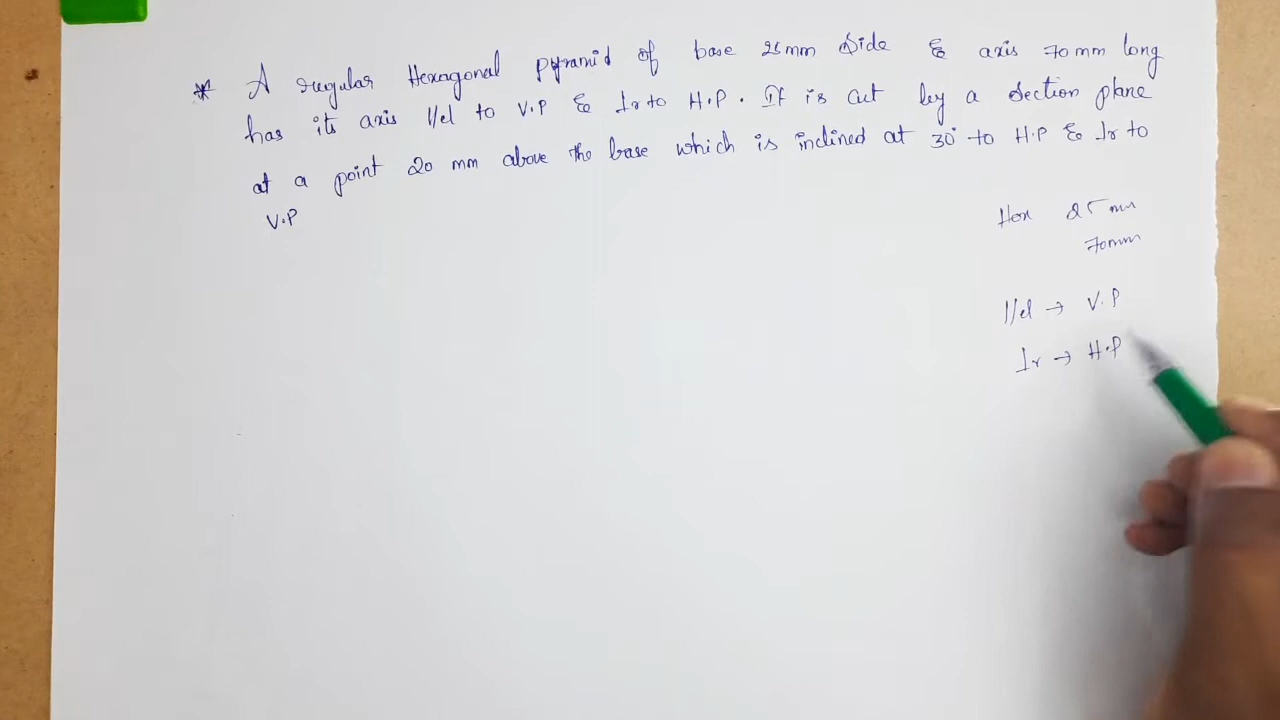 * A regular Hexagonal pyramid of base 25mm side & axis 70mm long
has its axis //el to V.P & ⊥r to H.P. It is cut by a section plane
at a point 20 mm above the base which is inclined at 30° to H.P & ⊥r to
V.P
Hex 25 mm
70mm
//el → V.P
⊥r → H.P